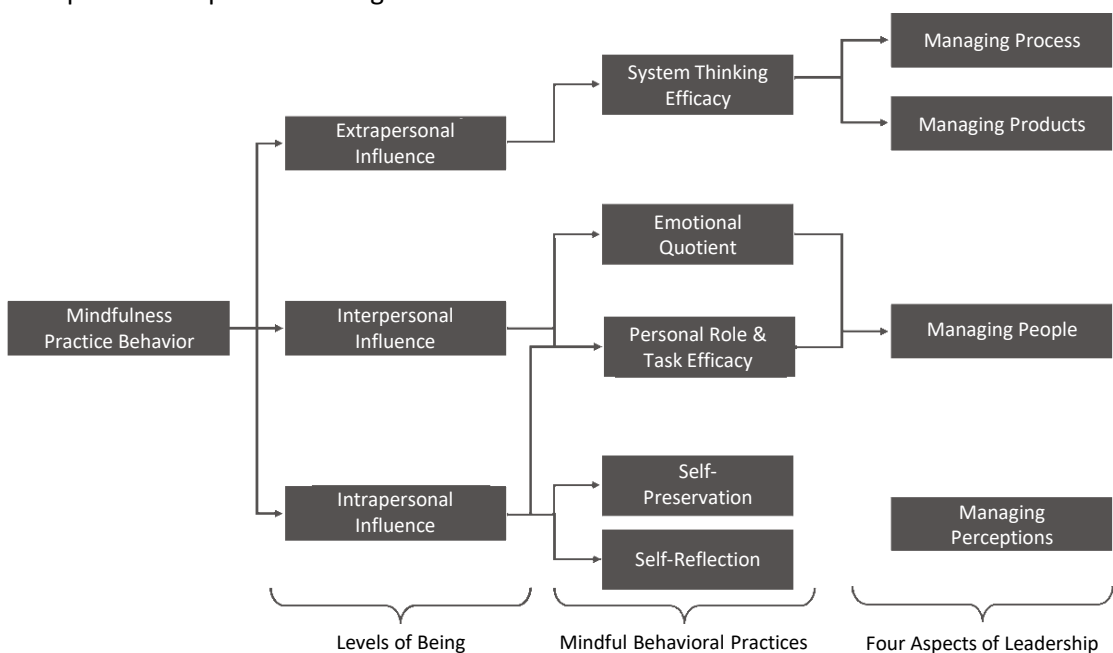 Managing Process
System Thinking
Efficacy
Managing Products
Extrapersonal
Influence
Emotional
Quotient
Mindfulness
Practice Behavior
Interpersonal
Influence
Personal Role &
Task Efficacy
Managing People
Self-
Preservation
Intrapersonal
Influence
Managing
Perceptions
Self-Reflection
Levels of Being
Mindful Behavioral Practices
Four Aspects of Leadership